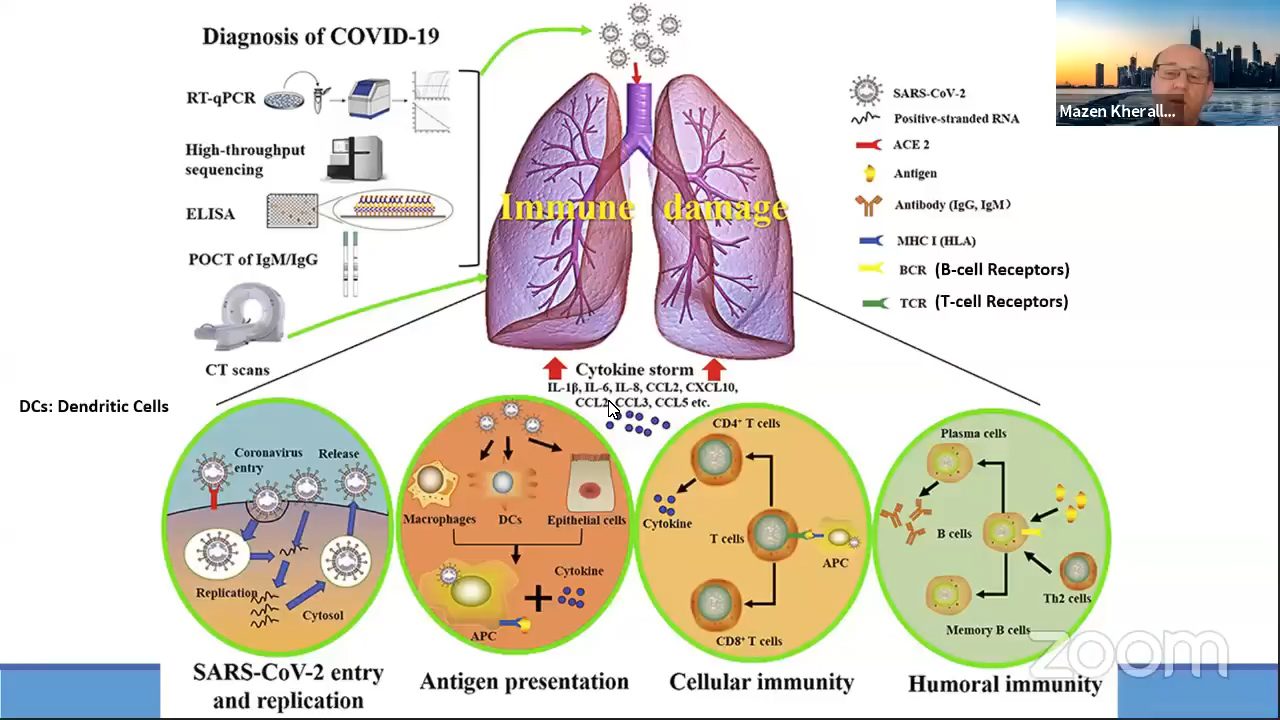 Diagnosis of COVID-19
RT-qPCR
High-throughput
sequencing
ELISA
POCT of IgM/IgG
CT scans
DCs: Dendritic Cells
Immune damage
Cytokine storm
IL-1β, IL-6, IL-8, CCL2, CXCL10,
CCL2, CCL3, CCL5 etc.
SARS-CoV-2
Positive-stranded RNA
ACE 2
Antigen
Antibody (IgG, IgM)
MHC I (HLA)
BCR (B-cell Receptors)
TCR (T-cell Receptors)
Mazen Kherall...
Coronavirus
entry
Release
Replication
Cytosol
SARS-CoV-2 entry
and replication
Macrophages
DCs
Epithelial cells
Cytokine
APC
Antigen presentation
CD4+ T cells
Cytokine
T cells
APC
CD8+ T cells
Cellular immunity
Plasma cells
B cells
Th2 cells
Memory B cells
Humoral immunity
zoom